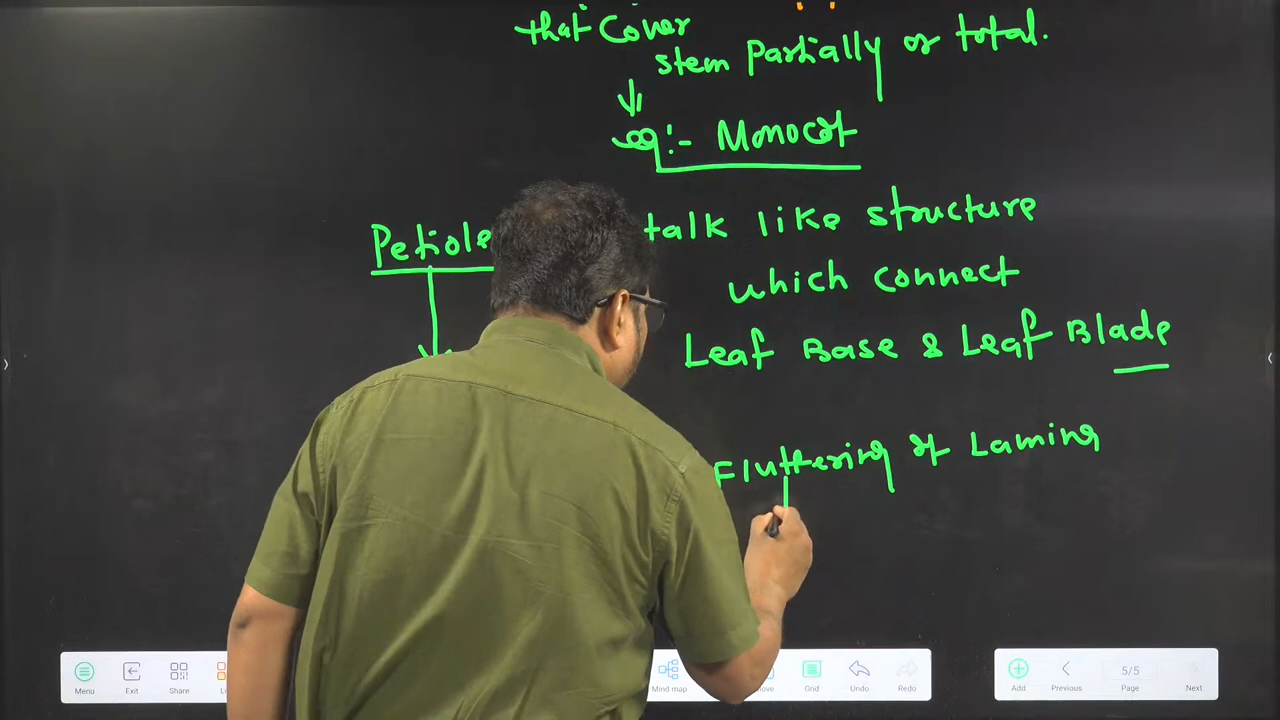 that Cover
stem Partially or total.
eg:- Monocot
Petiole talk like structure
which connect
Leaf Base & Leaf Blade
Fluttering of Lamina
Menu Exit Share Mind map Grid Undo Redo Add Previous 5/5 Page Next